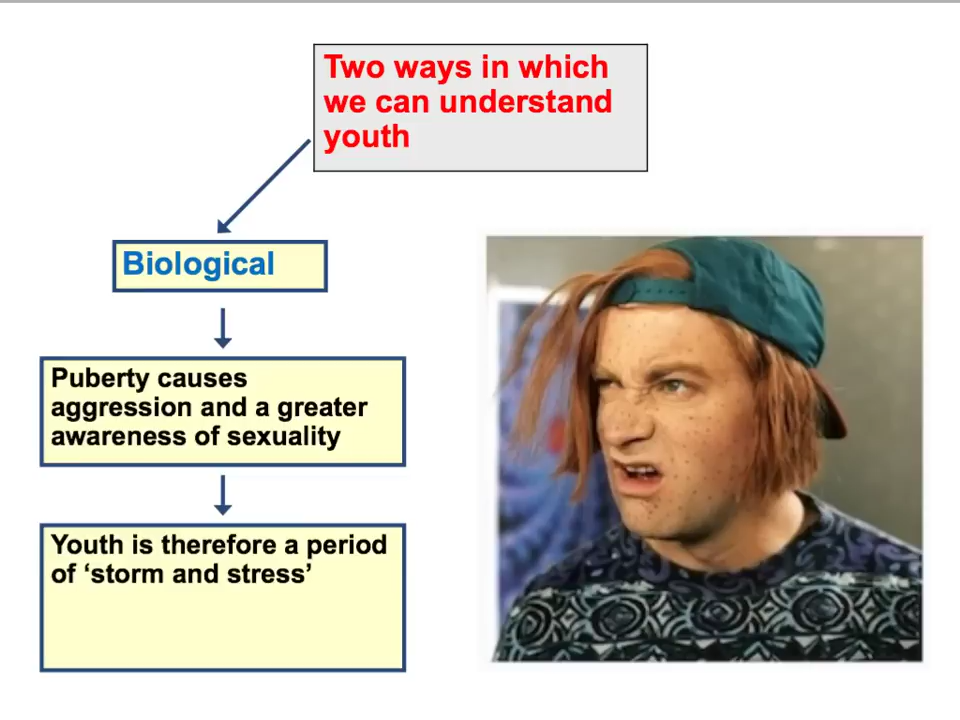 Two ways in which
we can understand
youth
Biological
Puberty causes
aggression and a greater
awareness of sexuality
Youth is therefore a period
of ‘storm and stress’